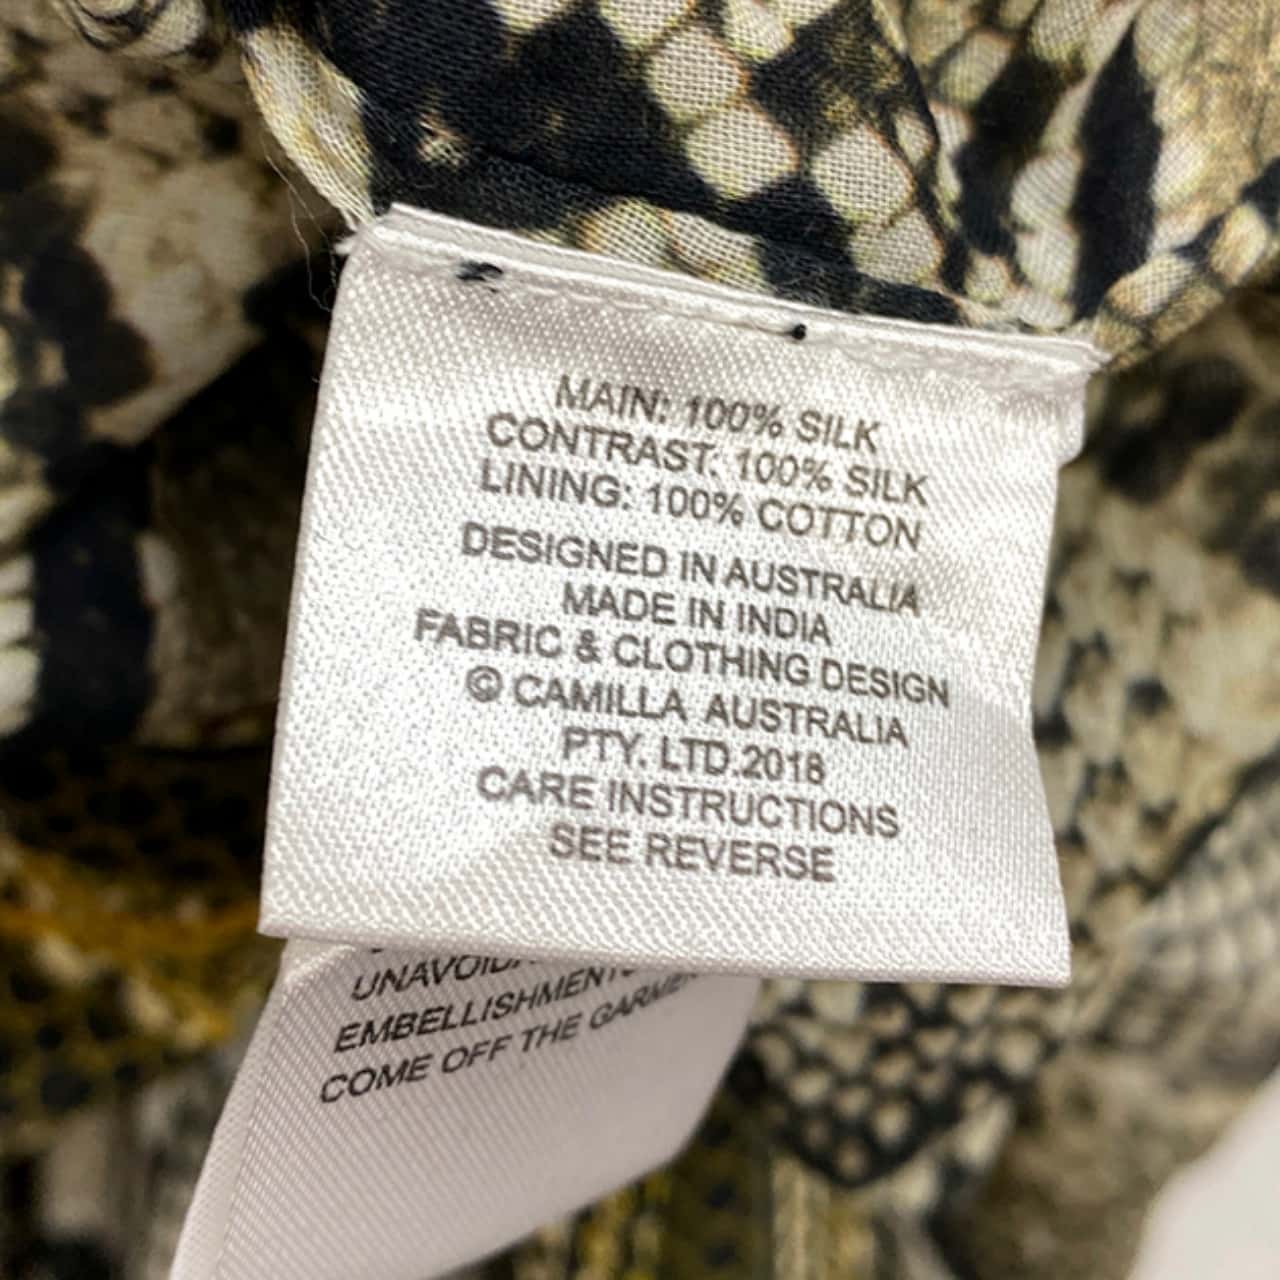 MAIN: 100% SILK
CONTRAST: 100% SILK
LINING: 100% COTTON
DESIGNED IN AUSTRALIA
MADE IN INDIA
FABRIC & CLOTHING DESIGN
© CAMILLA AUSTRALIA
PTY. LTD.2018
CARE INSTRUCTIONS
SEE REVERSE
EMBELLISHMENTS
COME OFF THE